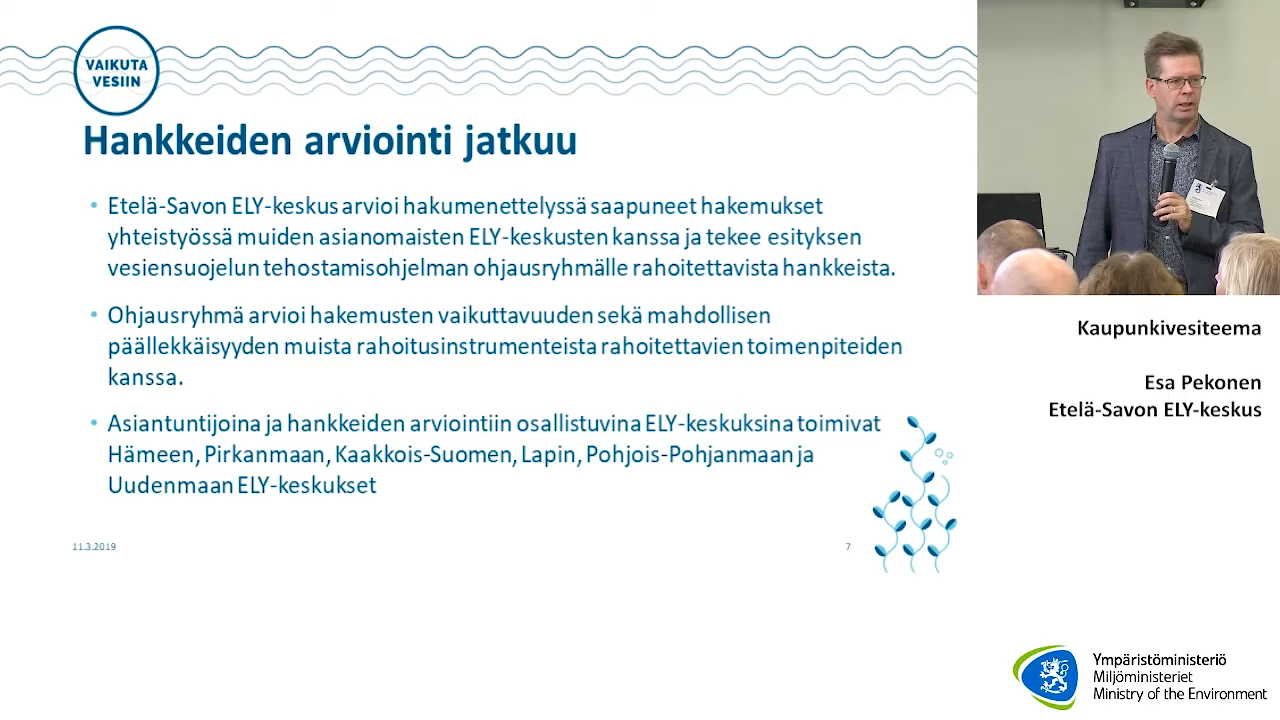 VAIKUTA
VESIIN
Hankkeiden arviointi jatkuu
• Etelä-Savon ELY-keskus arvioi hakumenettelyssä saapuneet hakemukset
yhteistyössä muiden asianomaisten ELY-keskusten kanssa ja tekee esityksen
vesiensuojelun tehostamisohjelman ohjausryhmälle rahoitettavista hankkeista.
• Ohjausryhmä arvioi hakemusten vaikuttavuuden sekä mahdollisen
päällekkäisyyden muista rahoitusinstrumenteista rahoitettavien toimenpiteiden
kanssa.
• Asiantuntijoina ja hankkeiden arviointiin osallistuvina ELY-keskuksina toimivat
Hämeen, Pirkanmaan, Kaakkois-Suomen, Lapin, Pohjois-Pohjanmaan ja
Uudenmaan ELY-keskukset
11.3.2019
7
Kaupunkivesiteema
Esa Pekonen
Etelä-Savon ELY-keskus
Ympäristöministeriö
Miljöministeriet
Ministry of the Environment